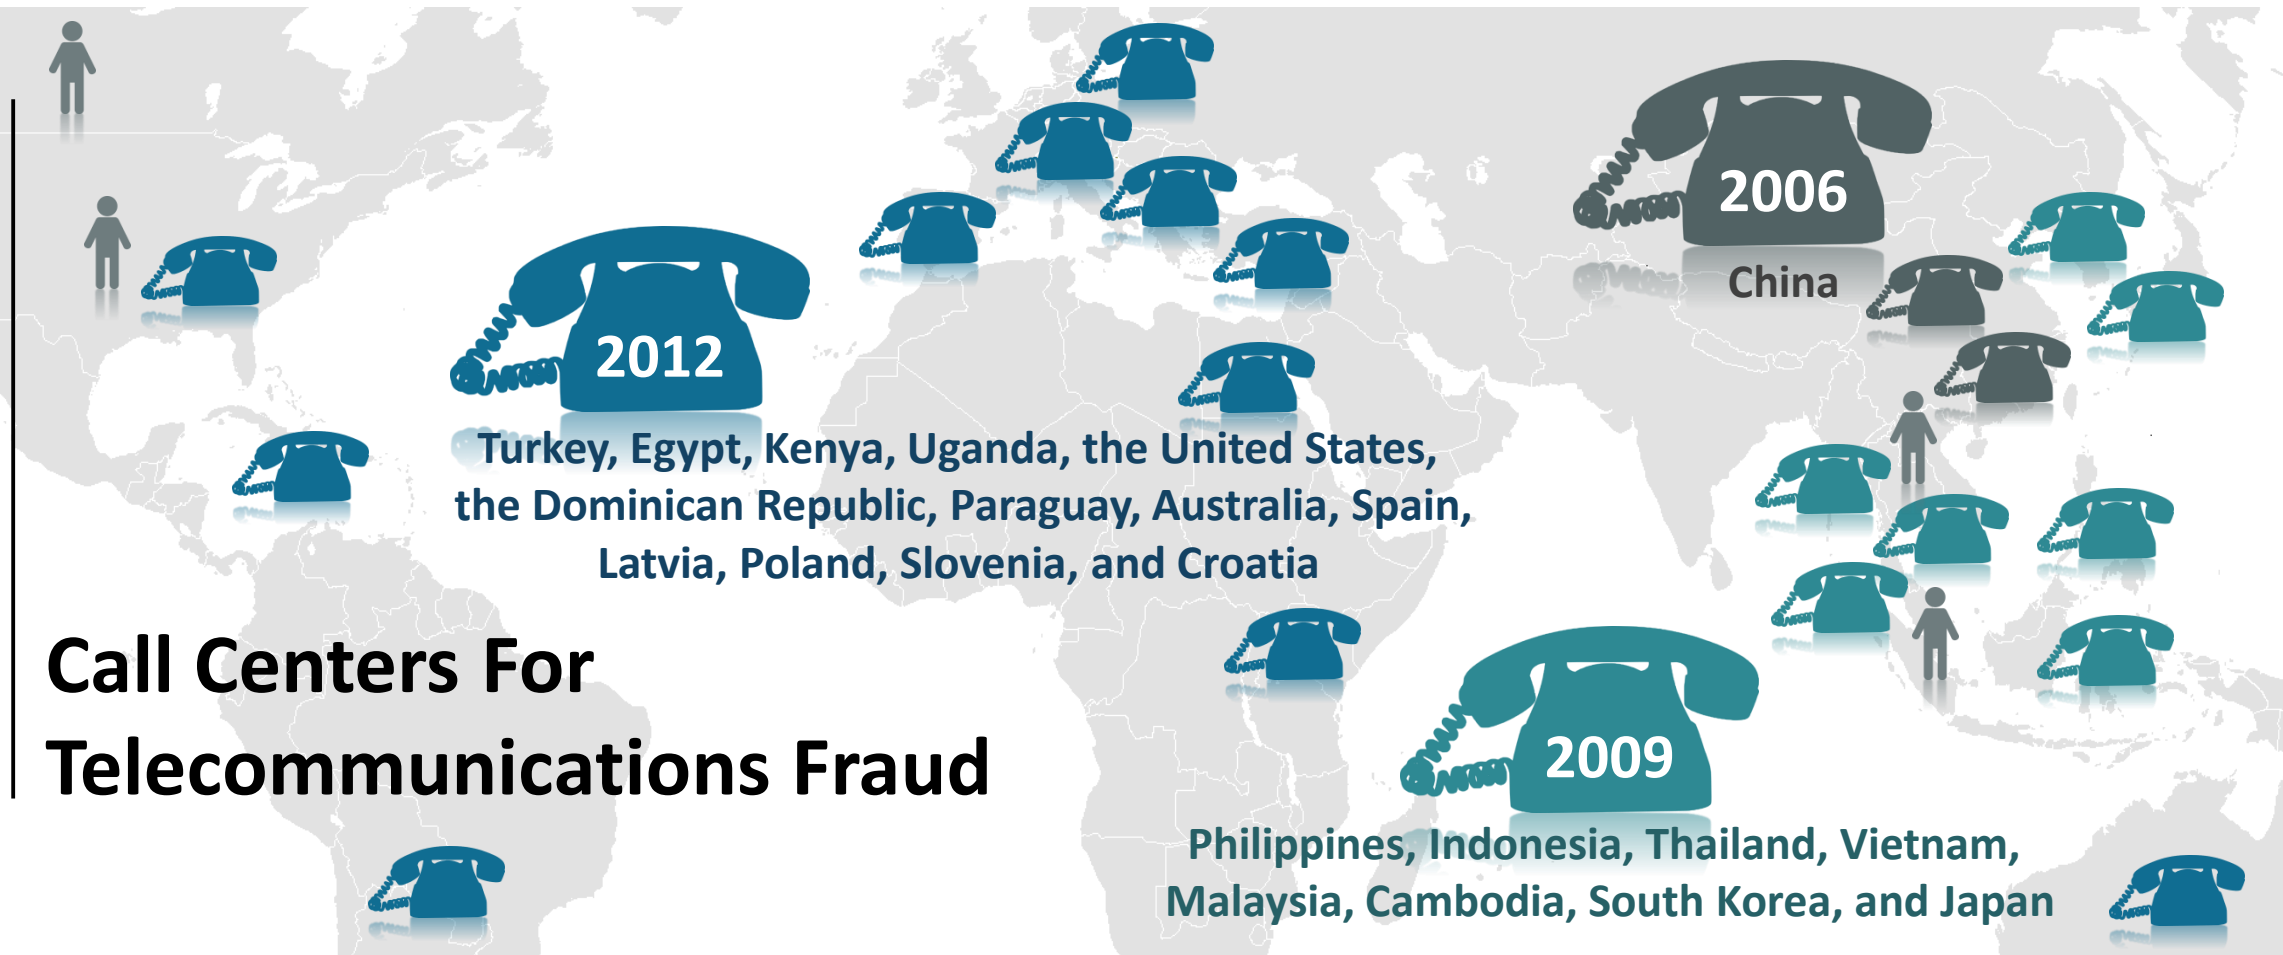 2006
China
2012
Turkey, Egypt, Kenya, Uganda, the United States,
the Dominican Republic, Paraguay, Australia, Spain,
Latvia, Poland, Slovenia, and Croatia
Call Centers For
Telecommunications Fraud
2009
Philippines, Indonesia, Thailand, Vietnam,
Malaysia, Cambodia, South Korea, and Japan